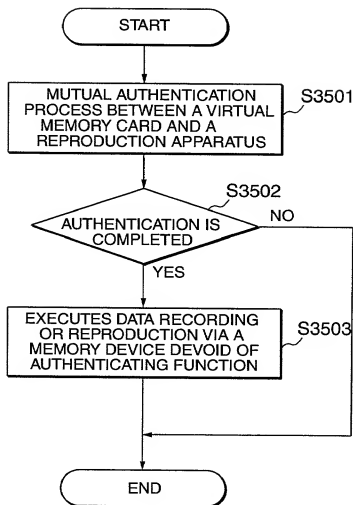 START
MUTUAL AUTHENTICATION
PROCESS BETWEEN A VIRTUAL
MEMORY CARD AND A
REPRODUCTION APPARATUS
S3501
S3502
AUTHENTICATION IS
COMPLETED
NO
YES
EXECUTES DATA RECORDING
OR REPRODUCTION VIA A
MEMORY DEVICE DEVOID OF
AUTHENTICATING FUNCTION
S3503
END